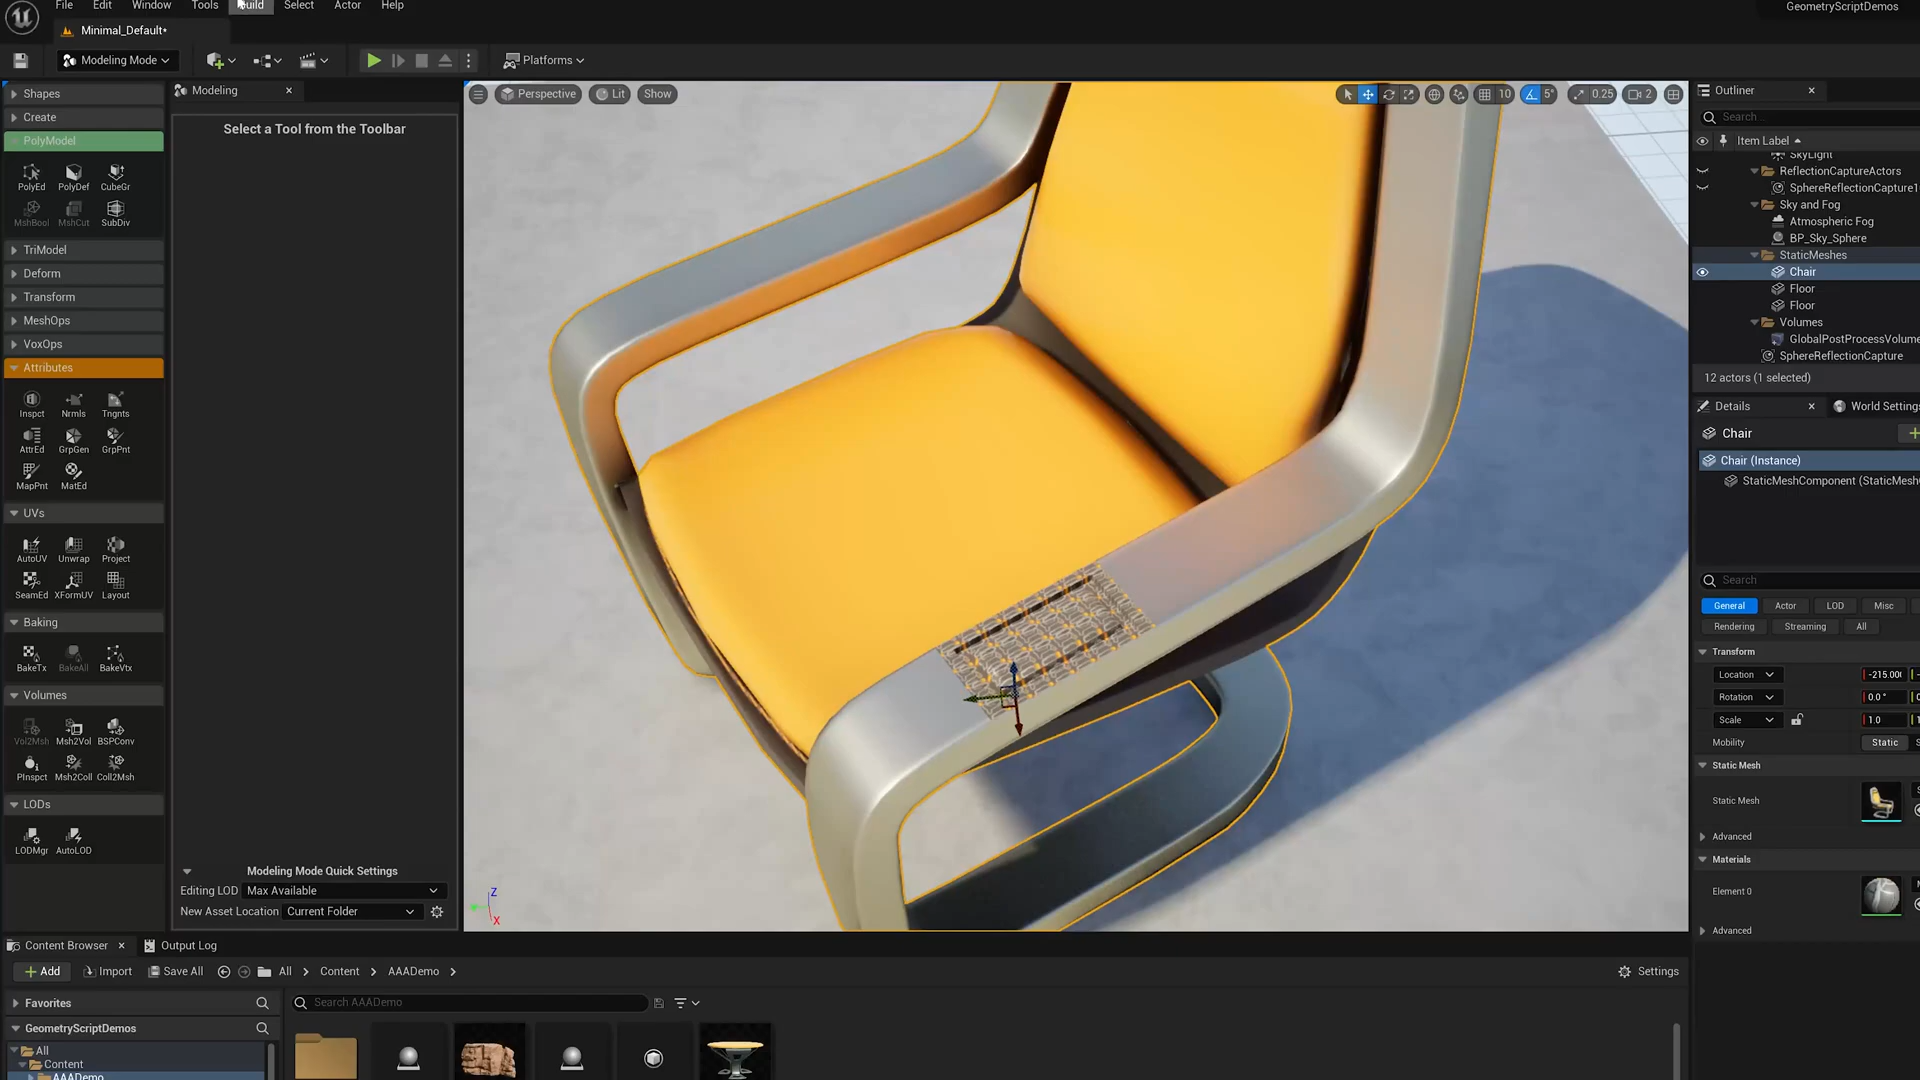 File Edit Window Tools Build Select Actor Help
GeometryScriptDemos
Minimal_Default*
Modeling Mode
Platforms
Shapes
Create
PolyModel
PolyEd PolyDef CubeGr
MshBool MshCut SubDiv
TriModel
Deform
Transform
MeshOps
VoxOps
Attributes
Inspct Nrmls Tngnts
AttrEd GrpGen GrpPnt
MapPnt MatEd
UVs
AutoUV Unwrap Project
SeamEd XFormUV Layout
Baking
BakeTx BakeAll BakeVtx
Volumes
Vol2Msh Msh2Vol BSPConv
PInspct Msh2Coll Coll2Msh
LODs
LODMgr AutoLOD
Modeling
Select a Tool from the Toolbar
Modeling Mode Quick Settings
Editing LOD Max Available
New Asset Location Current Folder
Perspective Lit Show
10 5° 0.25 2
Z
X
Outliner
Search...
Item Label
SkyLight
ReflectionCaptureActors
SphereReflectionCapture1
Sky and Fog
Atmospheric Fog
BP_Sky_Sphere
StaticMeshes
Chair
Floor
Floor
Volumes
GlobalPostProcessVolume
SphereReflectionCapture
12 actors (1 selected)
Details World Settings
Chair
Chair (Instance)
StaticMeshComponent (StaticMesh
Search
General Actor LOD Misc
Rendering Streaming All
Transform
Location -215.00
Rotation 0.0 °
Scale 1.0
Mobility Static
Static Mesh
Static Mesh
Advanced
Materials
Element 0
Advanced
Content Browser Output Log
Add Import Save All All Content AAADemo Settings
Favorites
Search AAADemo
GeometryScriptDemos
All
Content
AAADemo